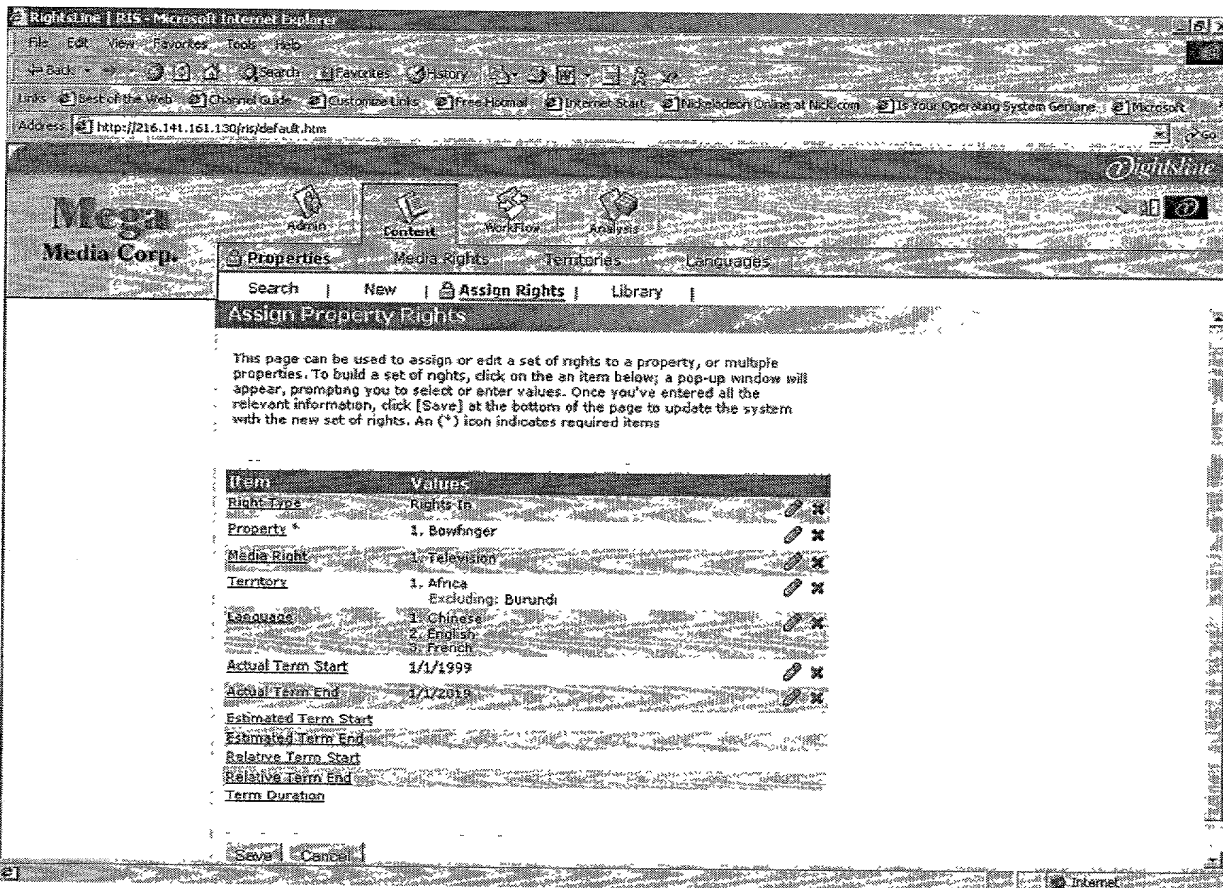 RightsLine | RIS - Microsoft Internet Explorer
File Edit View Favorites Tools Help
Back Search Favorites History
Links Best of the Web Channel Guide Customize Links Free Hotmail Internet Start Nickelodeon Online at Nick.com Is Your Operating System Genuine Microsoft
Address http://216.141.161.130/ris/default.htm Go
Rightsline
Mega
Media Corp.
Admin Content WorkFlow Analysis
Properties Media Rights Territories Languages
Search | New | Assign Rights | Library |
Assign Property Rights
This page can be used to assign or edit a set of rights to a property, or multiple
properties. To build a set of rights, click on the an item below; a pop-up window will
appear, prompting you to select or enter values. Once you've entered all the
relevant information, click [Save] at the bottom of the page to update the system
with the new set of rights. An (*) icon indicates required items
Item Values
Right Type Rights In
Property * 1. Bowfinger
Media Right 1. Television
Territory 1. Africa
Excluding: Burundi
Language 1. Chinese
2. English
3. French
Actual Term Start 1/1/1999
Actual Term End 1/1/2019
Estimated Term Start
Estimated Term End
Relative Term Start
Relative Term End
Term Duration
Save Cancel
Internet